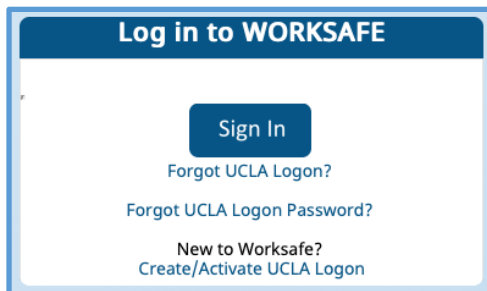 Log in to WORKSAFE
Sign In
Forgot UCLA Logon?
Forgot UCLA Logon Password?
New to Worksafe?
Create/Activate UCLA Logon